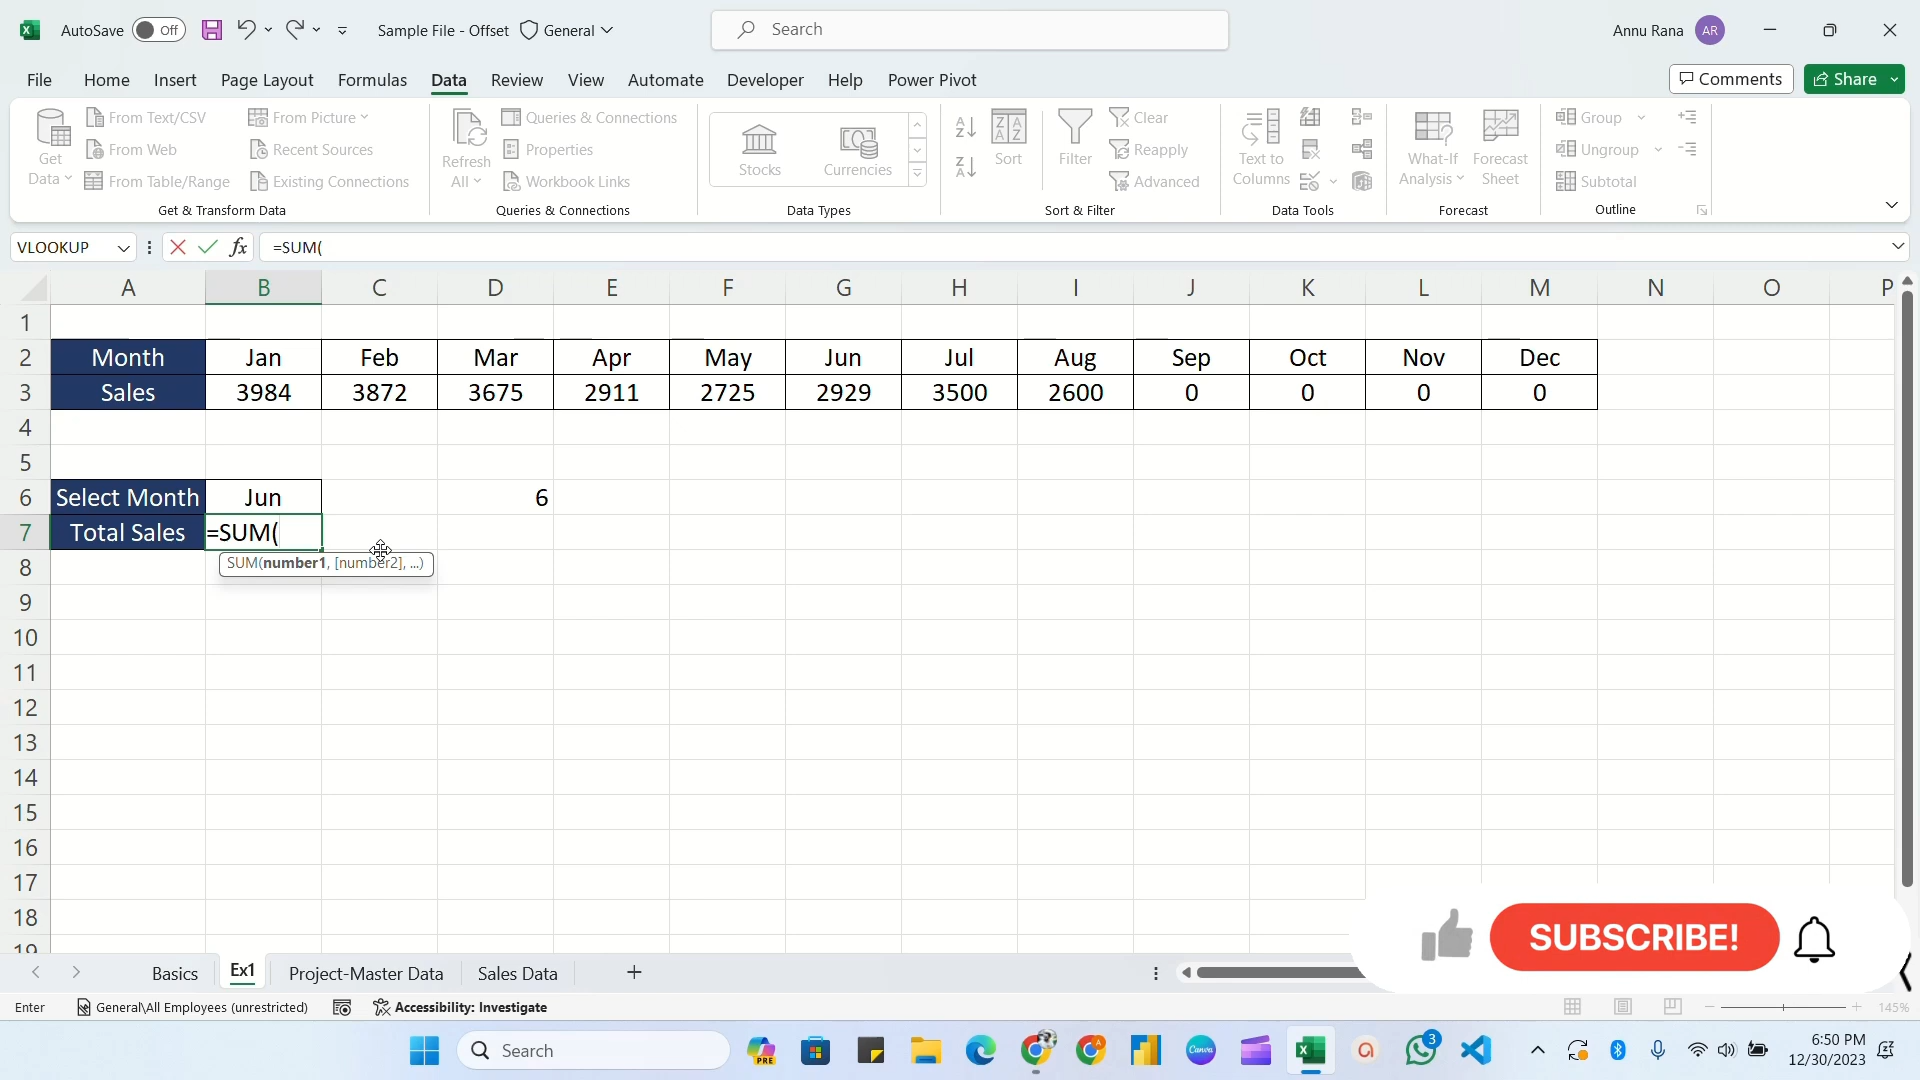 AutoSave Off Sample File - Offset General Search Annu Rana AR
File Home Insert Page Layout Formulas Data Review View Automate Developer Help Power Pivot Comments Share
Get Data From Text/CSV From Picture
From Web Recent Sources
From Table/Range Existing Connections
Get & Transform Data
Refresh All Queries & Connections
Properties
Workbook Links
Queries & Connections
Stocks Currencies
Data Types
Sort Filter Clear
Reapply
Advanced
Sort & Filter
Text to Columns
Data Tools
What-If Analysis Forecast Sheet
Forecast
Group
Ungroup
Subtotal
Outline
VLOOKUP fx =SUM(
A B C D E F G H I J K L M N O P
1
2 Month Jan Feb Mar Apr May Jun Jul Aug Sep Oct Nov Dec
3 Sales 3984 3872 3675 2911 2725 2929 3500 2600 0 0 0 0
4
5
6 Select Month Jun 6
7 Total Sales =SUM(
SUM(number1, [number2], ...)
8
9
10
11
12
13
14
15
16
17
18
19
SUBSCRIBE!
Basics Ex1 Project-Master Data Sales Data
Enter General\All Employees (unrestricted) Accessibility: Investigate 145%
Search PRE Canva 3 6:50 PM
12/30/2023